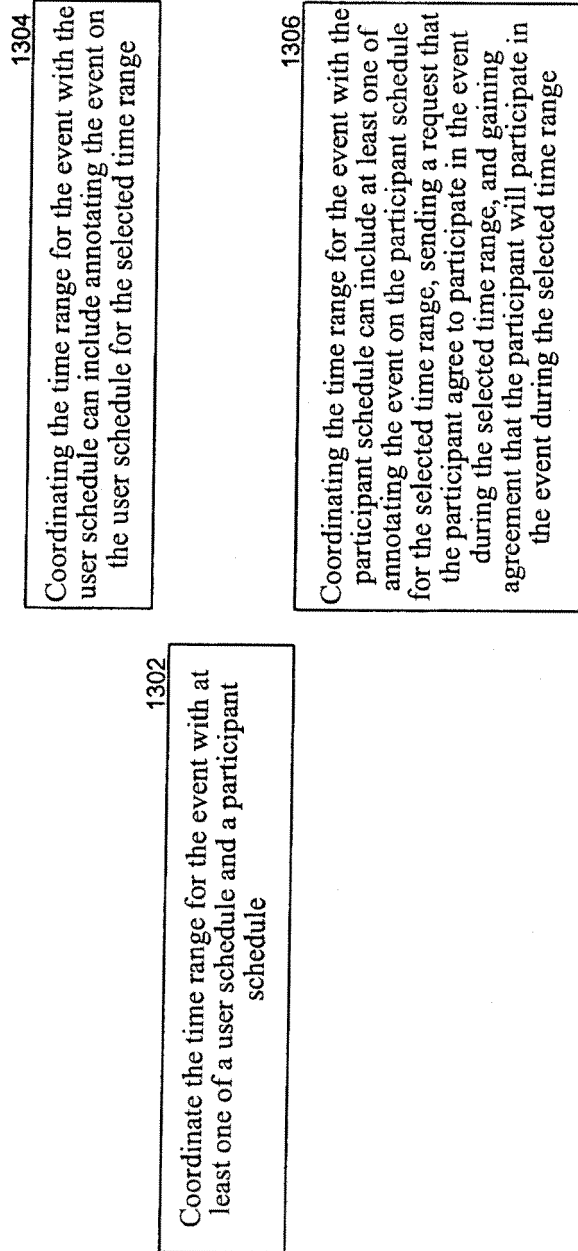 1302
Coordinate the time range for the event with at
least one of a user schedule and a participant
schedule
1304
Coordinating the time range for the event with the
user schedule can include annotating the event on
the user schedule for the selected time range
1306
Coordinating the time range for the event with the
participant schedule can include at least one of
annotating the event on the participant schedule
for the selected time range, sending a request that
the participant agree to participate in the event
during the selected time range, and gaining
agreement that the participant will participate in
the event during the selected time range